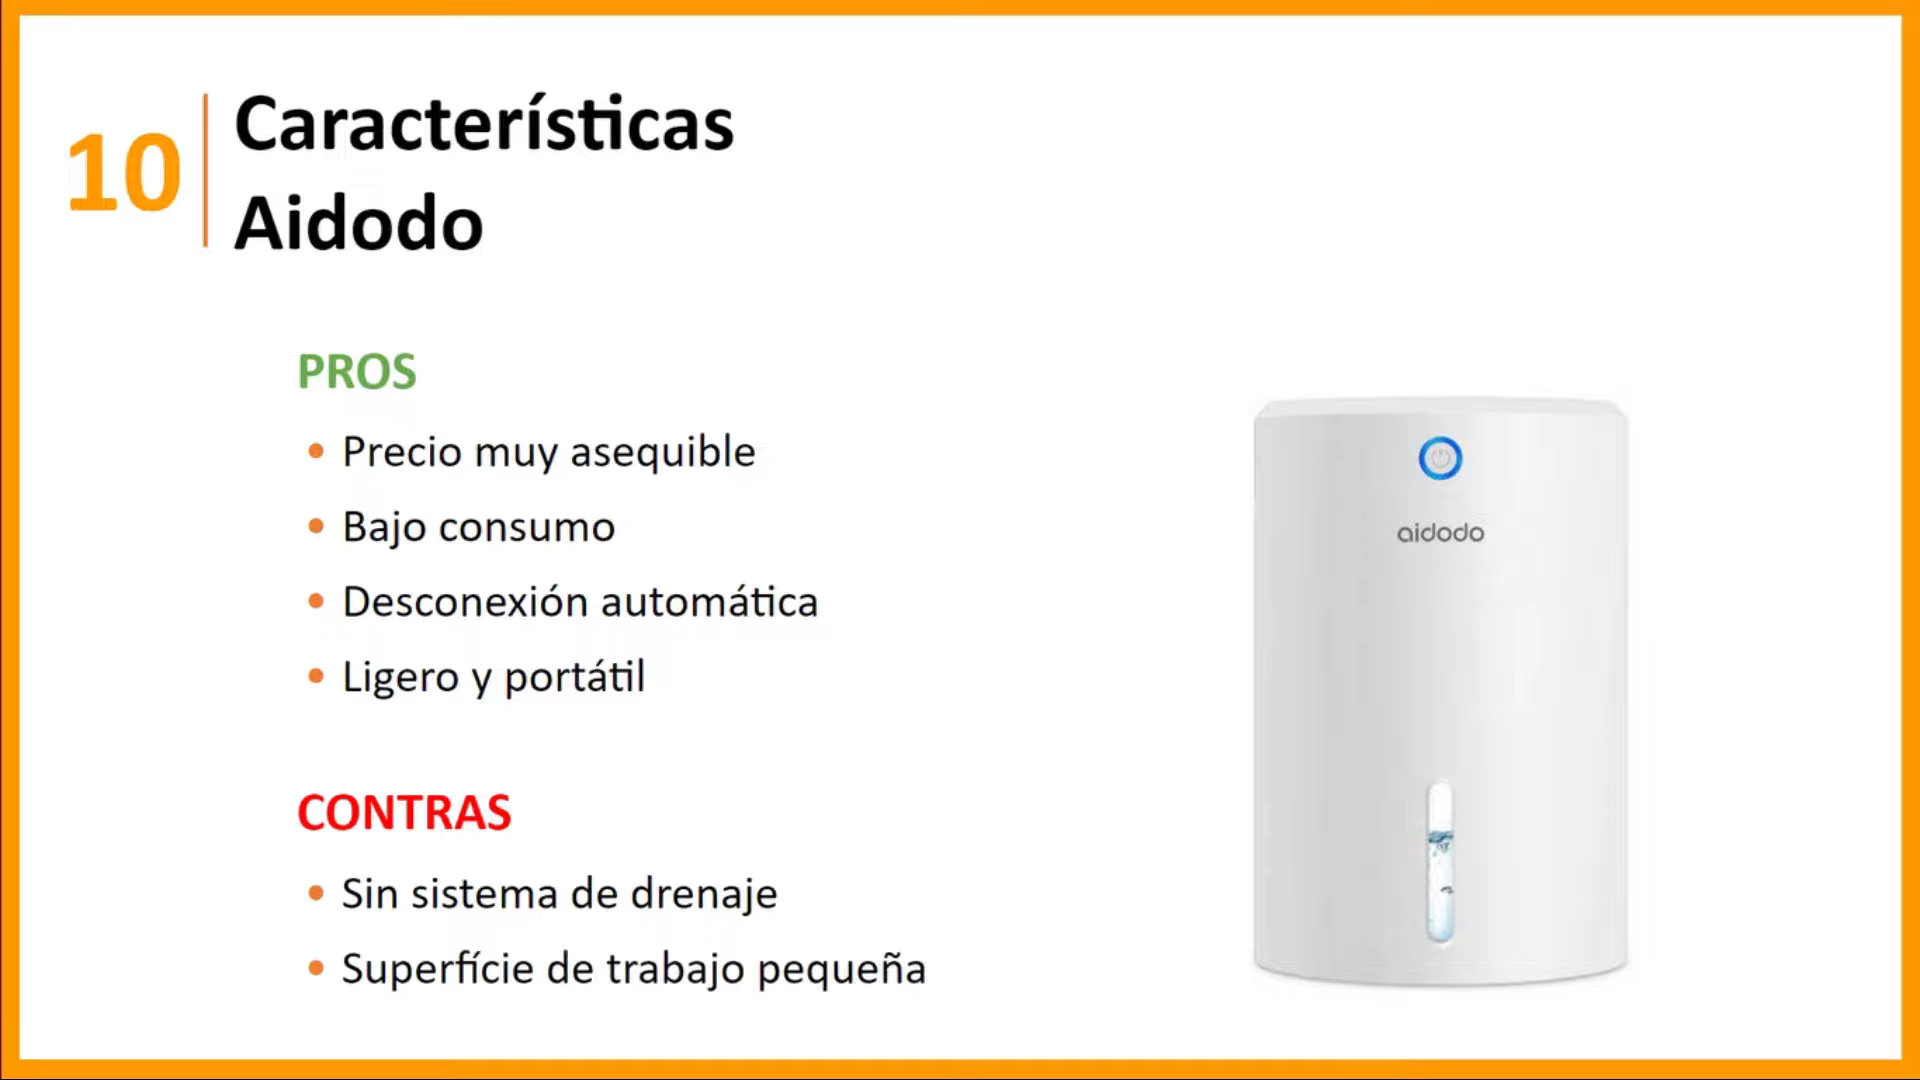 10
Características
Aidodo
PROS
• Precio muy asequible
• Bajo consumo
• Desconexión automática
• Ligero y portátil
CONTRAS
• Sin sistema de drenaje
• Superfície de trabajo pequeña
aidodo